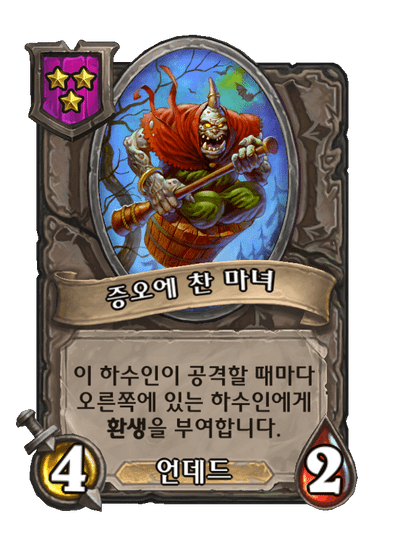 증오에 찬 마녀
이 하수인이 공격할 때마다
오른쪽에 있는 하수인에게
환생을 부여합니다.
4
언데드
2